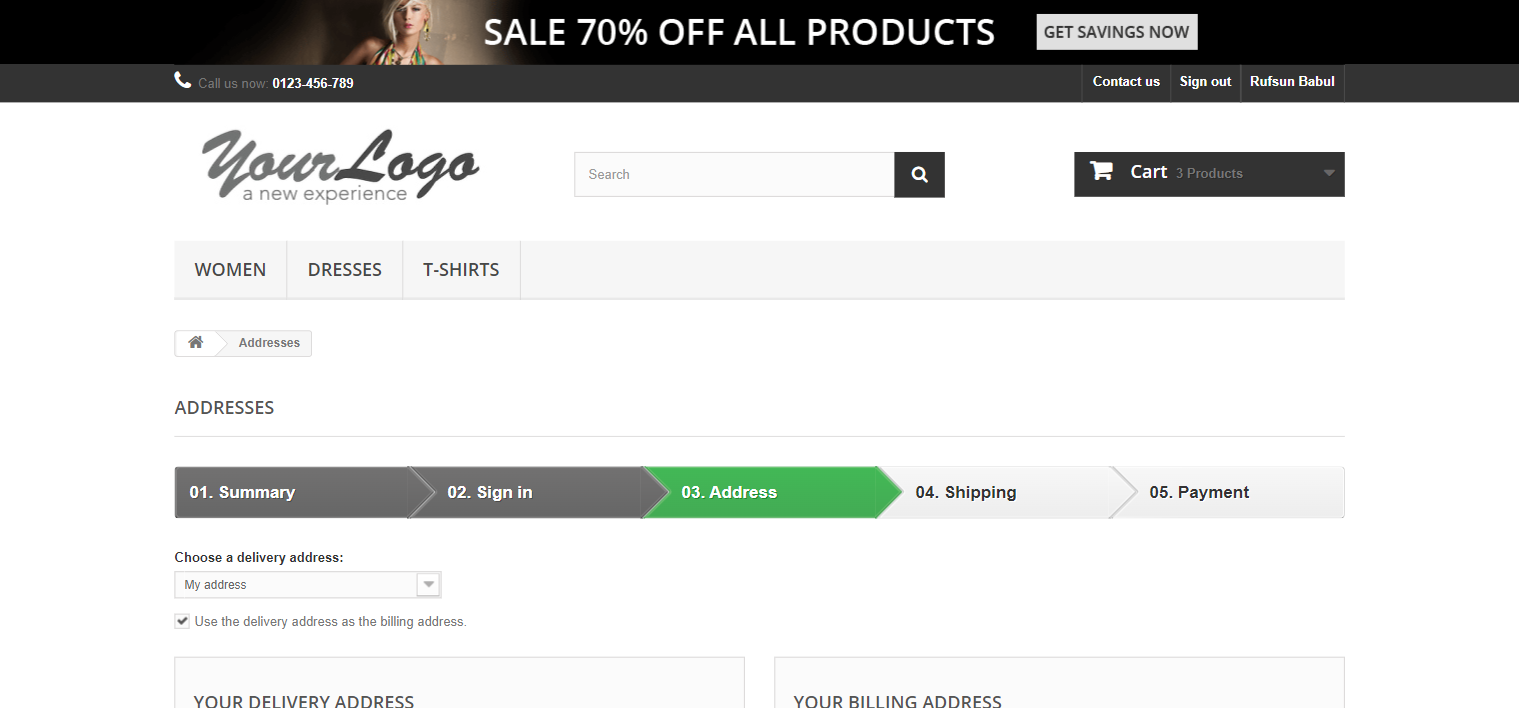 SALE 70% OFF ALL PRODUCTS GET SAVINGS NOW
Call us now: 0123-456-789 Contact us Sign out Rufsun Babul
Your Logo
a new experience
Search
Cart 3 Products
WOMEN DRESSES T-SHIRTS
Addresses
ADDRESSES
01. Summary 02. Sign in 03. Address 04. Shipping 05. Payment
Choose a delivery address:
My address
Use the delivery address as the billing address.
YOUR DELIVERY ADDRESS YOUR BILLING ADDRESS